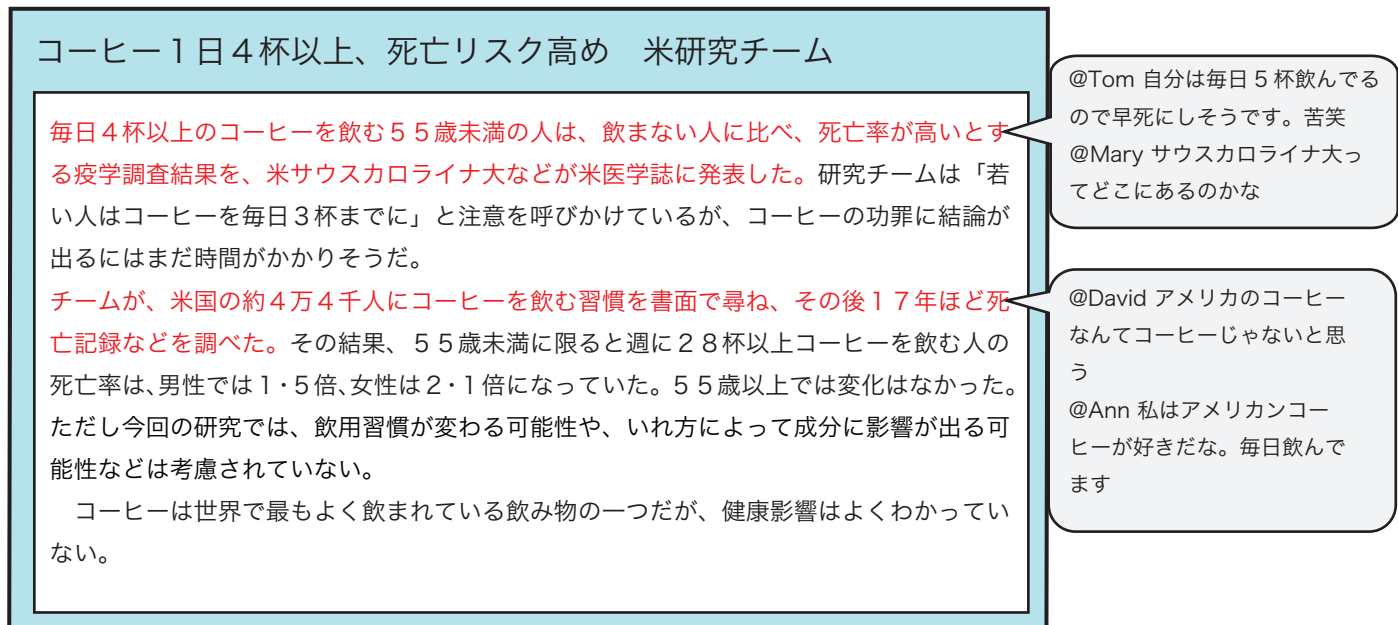 コーヒー１日４杯以上、死亡リスク高め　米研究チーム
毎日４杯以上のコーヒーを飲む５５歳未満の人は、飲まない人に比べ、死亡率が高いとす
る疫学調査結果を、米サウスカロライナ大などが米医学誌に発表した。研究チームは「若
い人はコーヒーを毎日３杯までに」と注意を呼びかけているが、コーヒーの功罪に結論が
出るにはまだ時間がかかりそうだ。
チームが、米国の約４万４千人にコーヒーを飲む習慣を書面で尋ね、その後１７年ほど死
亡記録などを調べた。その結果、５５歳未満に限ると週に２８杯以上コーヒーを飲む人の
死亡率は、男性では１・５倍、女性は２・１倍になっていた。５５歳以上では変化はなかった。
ただし今回の研究では、飲用習慣が変わる可能性や、いれ方によって成分に影響が出る可
能性などは考慮されていない。
　コーヒーは世界で最もよく飲まれている飲み物の一つだが、健康影響はよくわかってい
ない。
@Tom 自分は毎日 5 杯飲んでる
ので早死にしそうです。苦笑
@Mary サウスカロライナ大っ
てどこにあるのかな
@David アメリカのコーヒー
なんてコーヒーじゃないと思
う
@Ann 私はアメリカンコー
ヒーが好きだな。毎日飲んで
ます